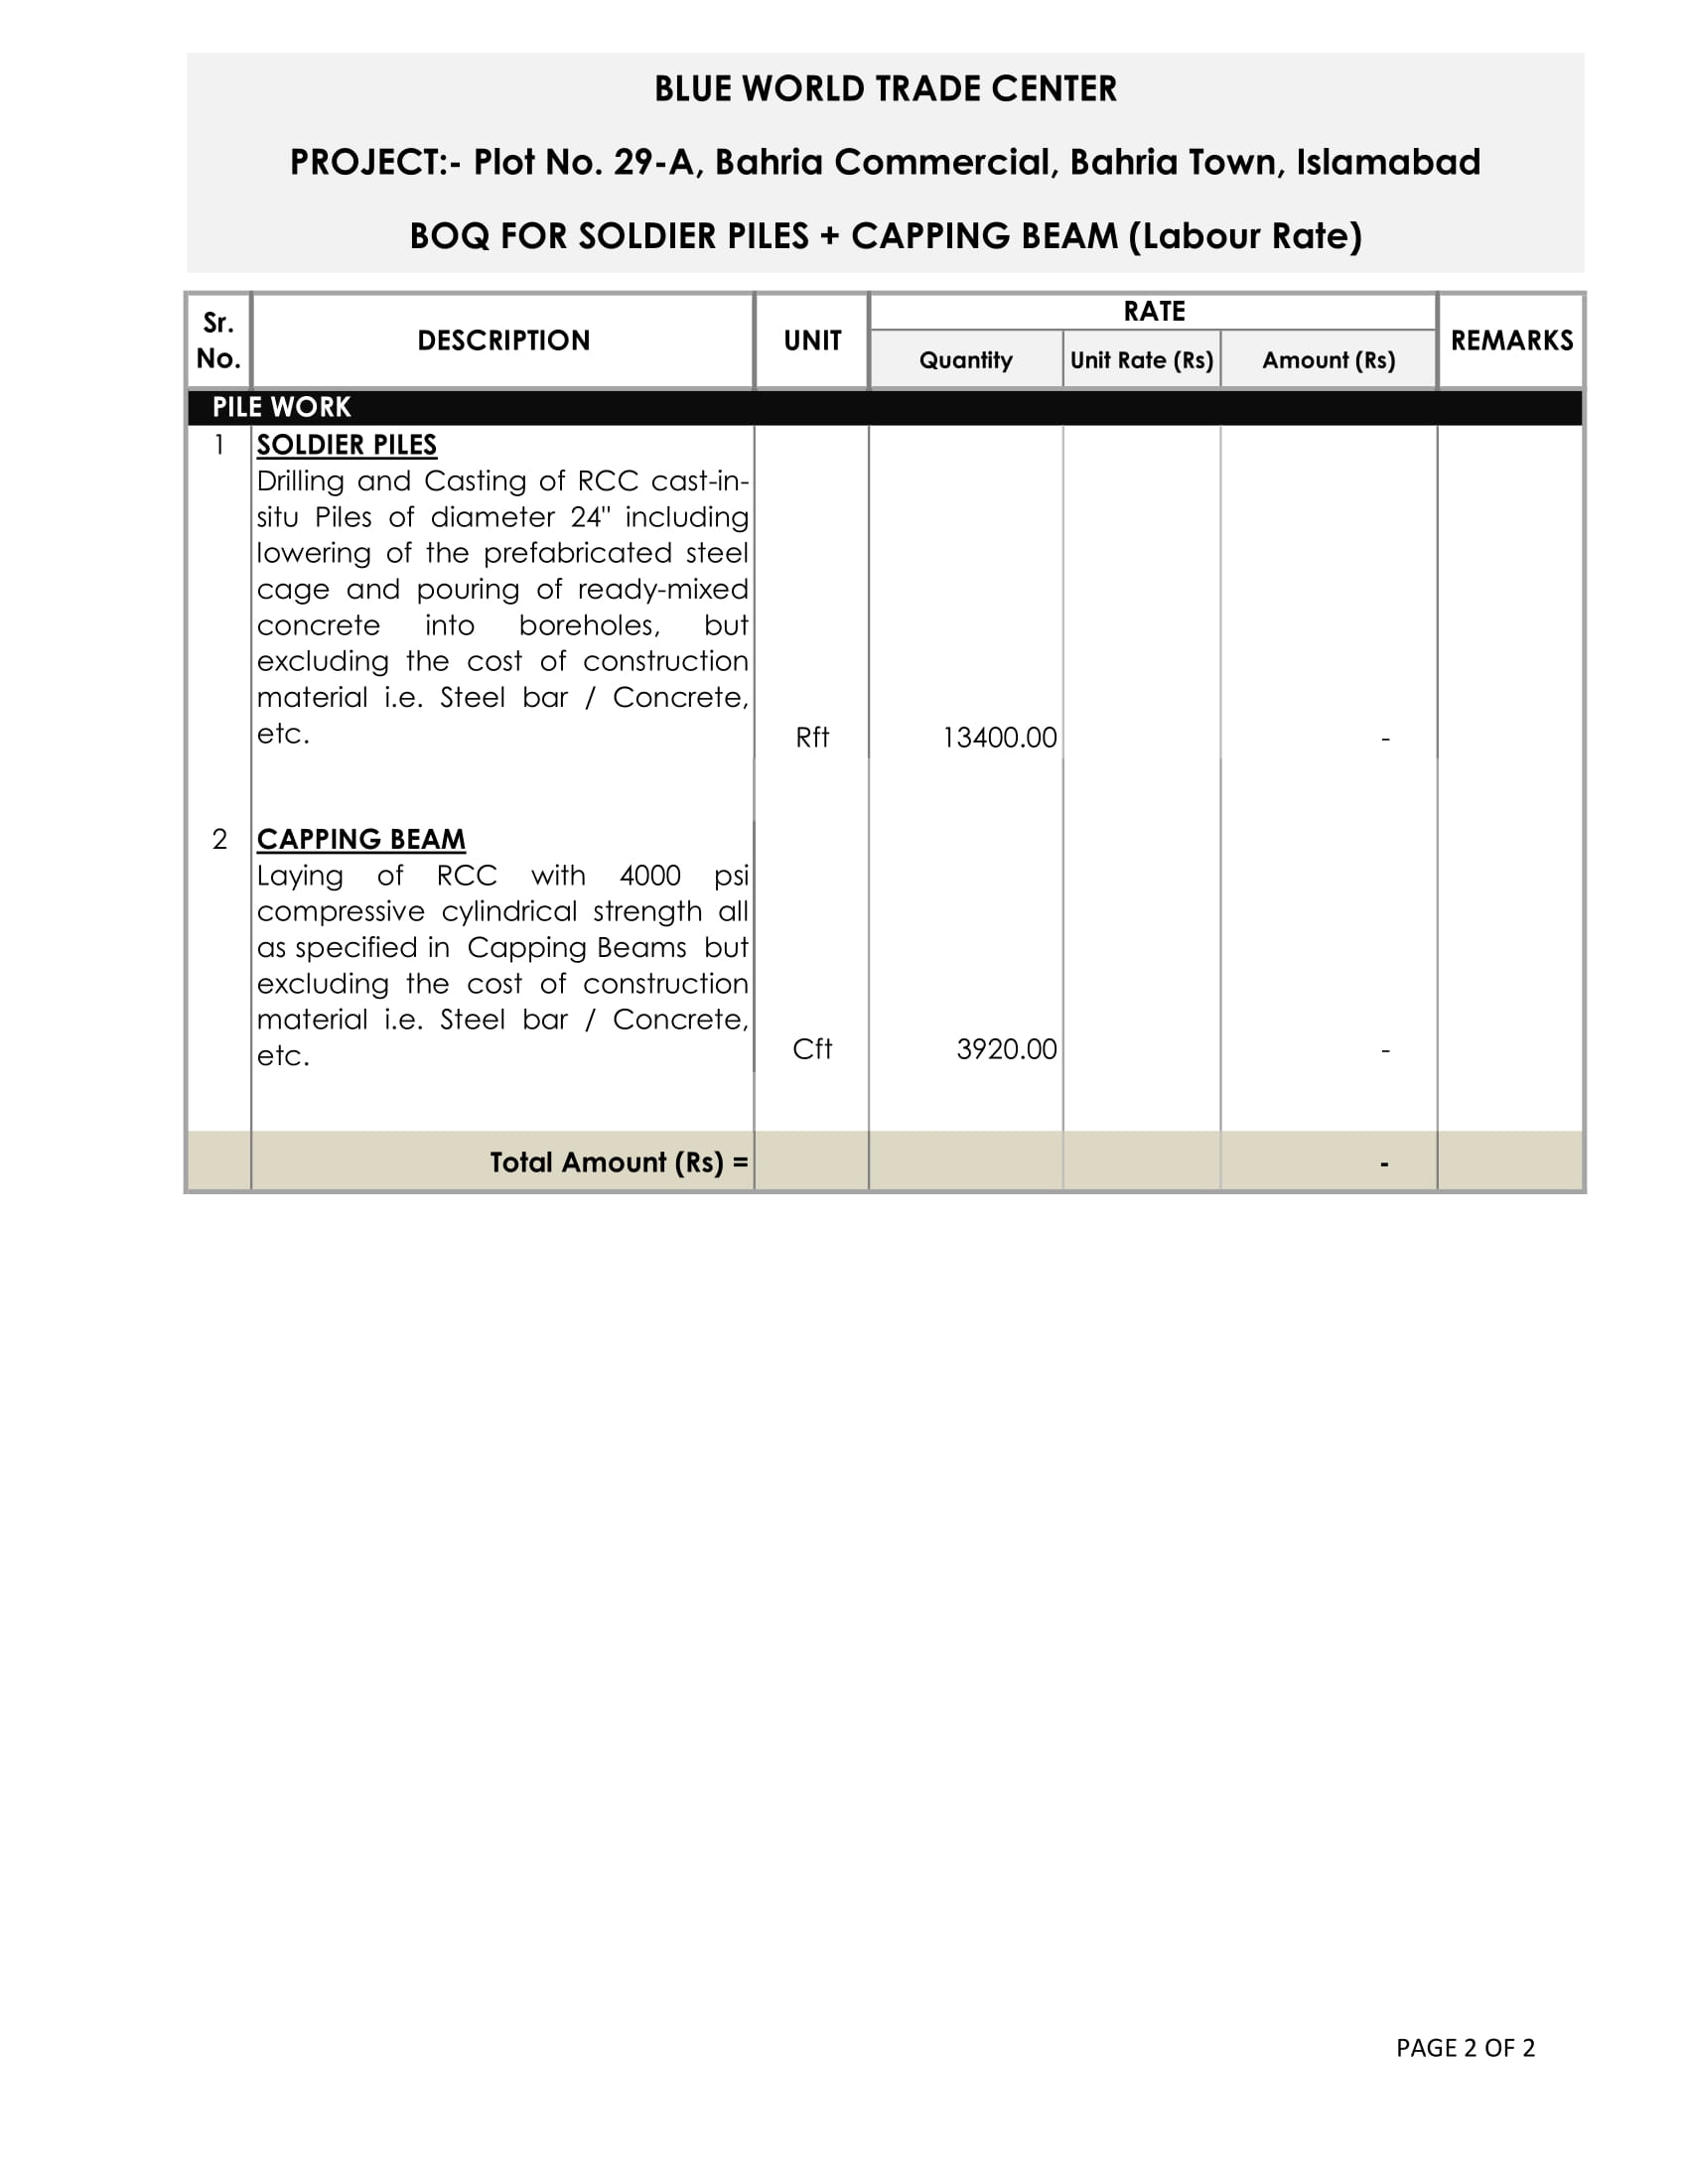 BLUE WORLD TRADE CENTER
PROJECT:- Plot No. 29-A, Bahria Commercial, Bahria Town, Islamabad
BOQ FOR SOLDIER PILES + CAPPING BEAM (Labour Rate)
Sr. No. DESCRIPTION UNIT RATE REMARKS
Quantity Unit Rate (Rs) Amount (Rs)
PILE WORK
1 SOLDIER PILES
Drilling and Casting of RCC cast-in-
situ Piles of diameter 24" including
lowering of the prefabricated steel
cage and pouring of ready-mixed
concrete into boreholes, but
excluding the cost of construction
material i.e. Steel bar / Concrete,
etc. Rft 13400.00 -
2 CAPPING BEAM
Laying of RCC with 4000 psi
compressive cylindrical strength all
as specified in Capping Beams but
excluding the cost of construction
material i.e. Steel bar / Concrete,
etc. Cft 3920.00 -
Total Amount (Rs) = -
PAGE 2 OF 2